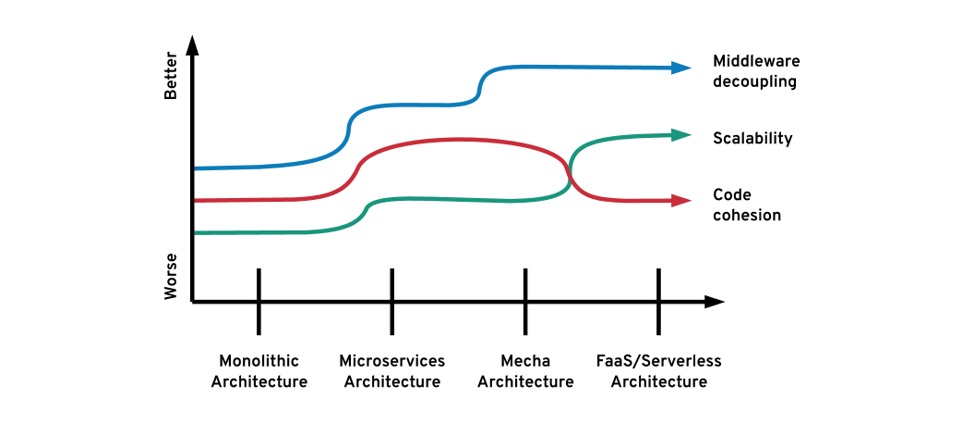 Better
Worse
Middleware
decoupling
Scalability
Code
cohesion
Monolithic
Architecture
Microservices
Architecture
Mecha
Architecture
FaaS/Serverless
Architecture